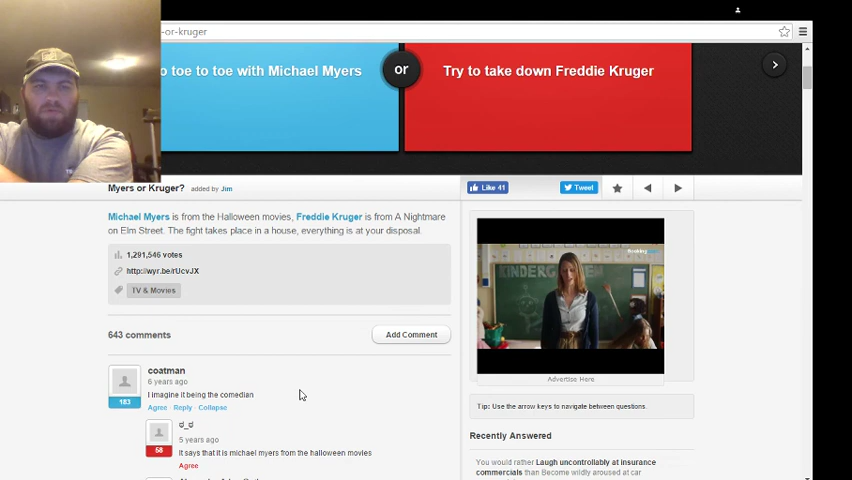 -or-kruger
o toe to toe with Michael Myers
or
Try to take down Freddie Kruger
Myers or Kruger? added by Jim
Like 41
Tweet
Michael Myers is from the Halloween movies, Freddie Kruger is from A Nightmare
on Elm Street. The fight takes place in a house, everything is at your disposal.
1,291,546 votes
http://wyr.be/rUcvJX
TV & Movies
643 comments
Add Comment
coatman
6 years ago
I imagine it being the comedian
183
Agree · Reply · Collapse
ಠ_ಠ
5 years ago
58
It says that it is michael myers from the halloween movies
Agree
KINDERG
Advertise Here
Tip: Use the arrow keys to navigate between questions.
Recently Answered
You would rather Laugh uncontrollably at insurance
commercials than Become wildly aroused at car